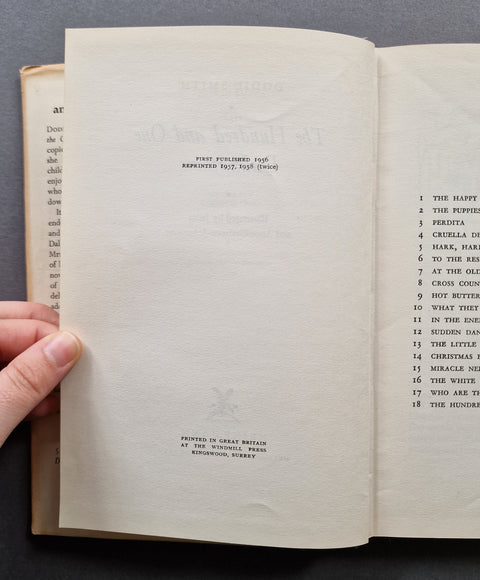 FIRST PUBLISHED 1956
REPRINTED 1957, 1958 (twice)
PRINTED IN GREAT BRITAIN
AT THE WINDMILL PRESS
KINGSWOOD, SURREY
1 THE HAPPY
2 THE PUPPIES
3 PERDITA
4 CRUELLA DE
5 HARK, HAR
6 TO THE RES
7 AT THE OLD
8 CROSS COUN
9 HOT BUTTER
10 WHAT THEY
11 IN THE ENE
12 SUDDEN DAN
13 THE LITTLE
14 CHRISTMAS
15 MIRACLE NE
16 THE WHITE
17 WHO ARE TH
18 THE HUNDRE